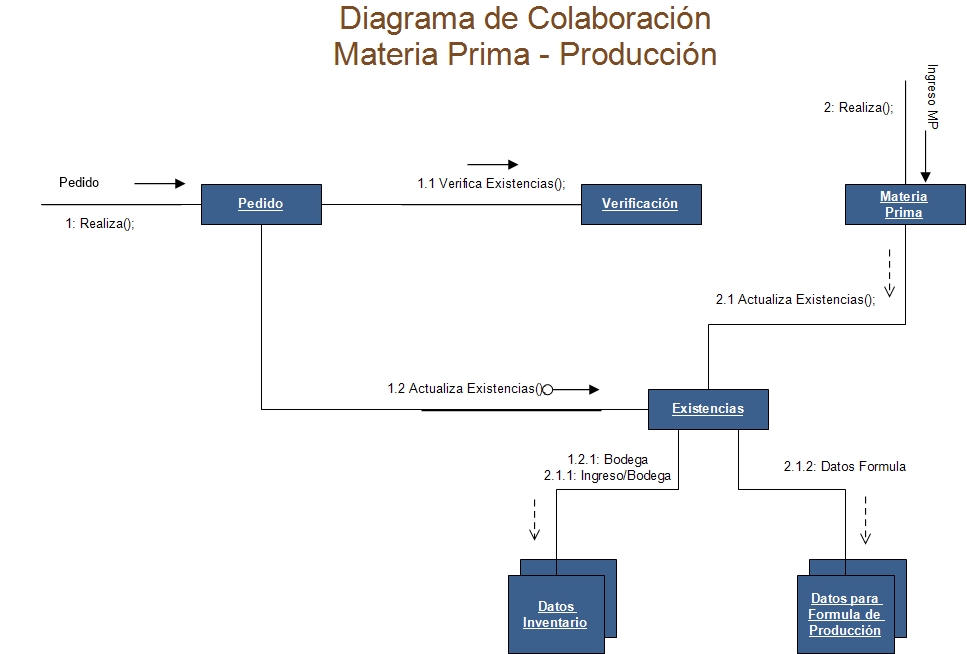 Diagrama de Colaboración
Materia Prima - Producción
Ingreso MP
2: Realiza();
Pedido
1: Realiza();
Pedido
1.1 Verifica Existencias();
Verificación
Materia
Prima
2.1 Actualiza Existencias();
1.2 Actualiza Existencias()
Existencias
1.2.1: Bodega
2.1.1: Ingreso/Bodega
2.1.2: Datos Formula
Datos
Inventario
Datos para
Formula de
Producción